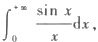 ∫₀⁺∞ (sin x / x) dx,